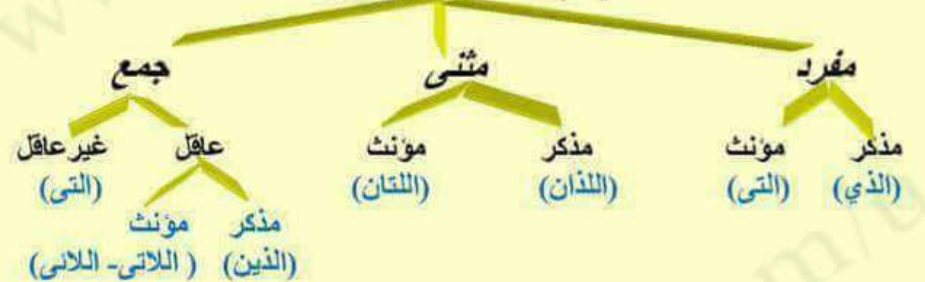 مفرد مثنى جمع
مذكر مؤنث مذكر مؤنث عاقل غير عاقل
(الذي) (التى) (اللذان) (اللتان) (التى)
مذكر مؤنث
(الذين) ( اللاتى- اللائى)